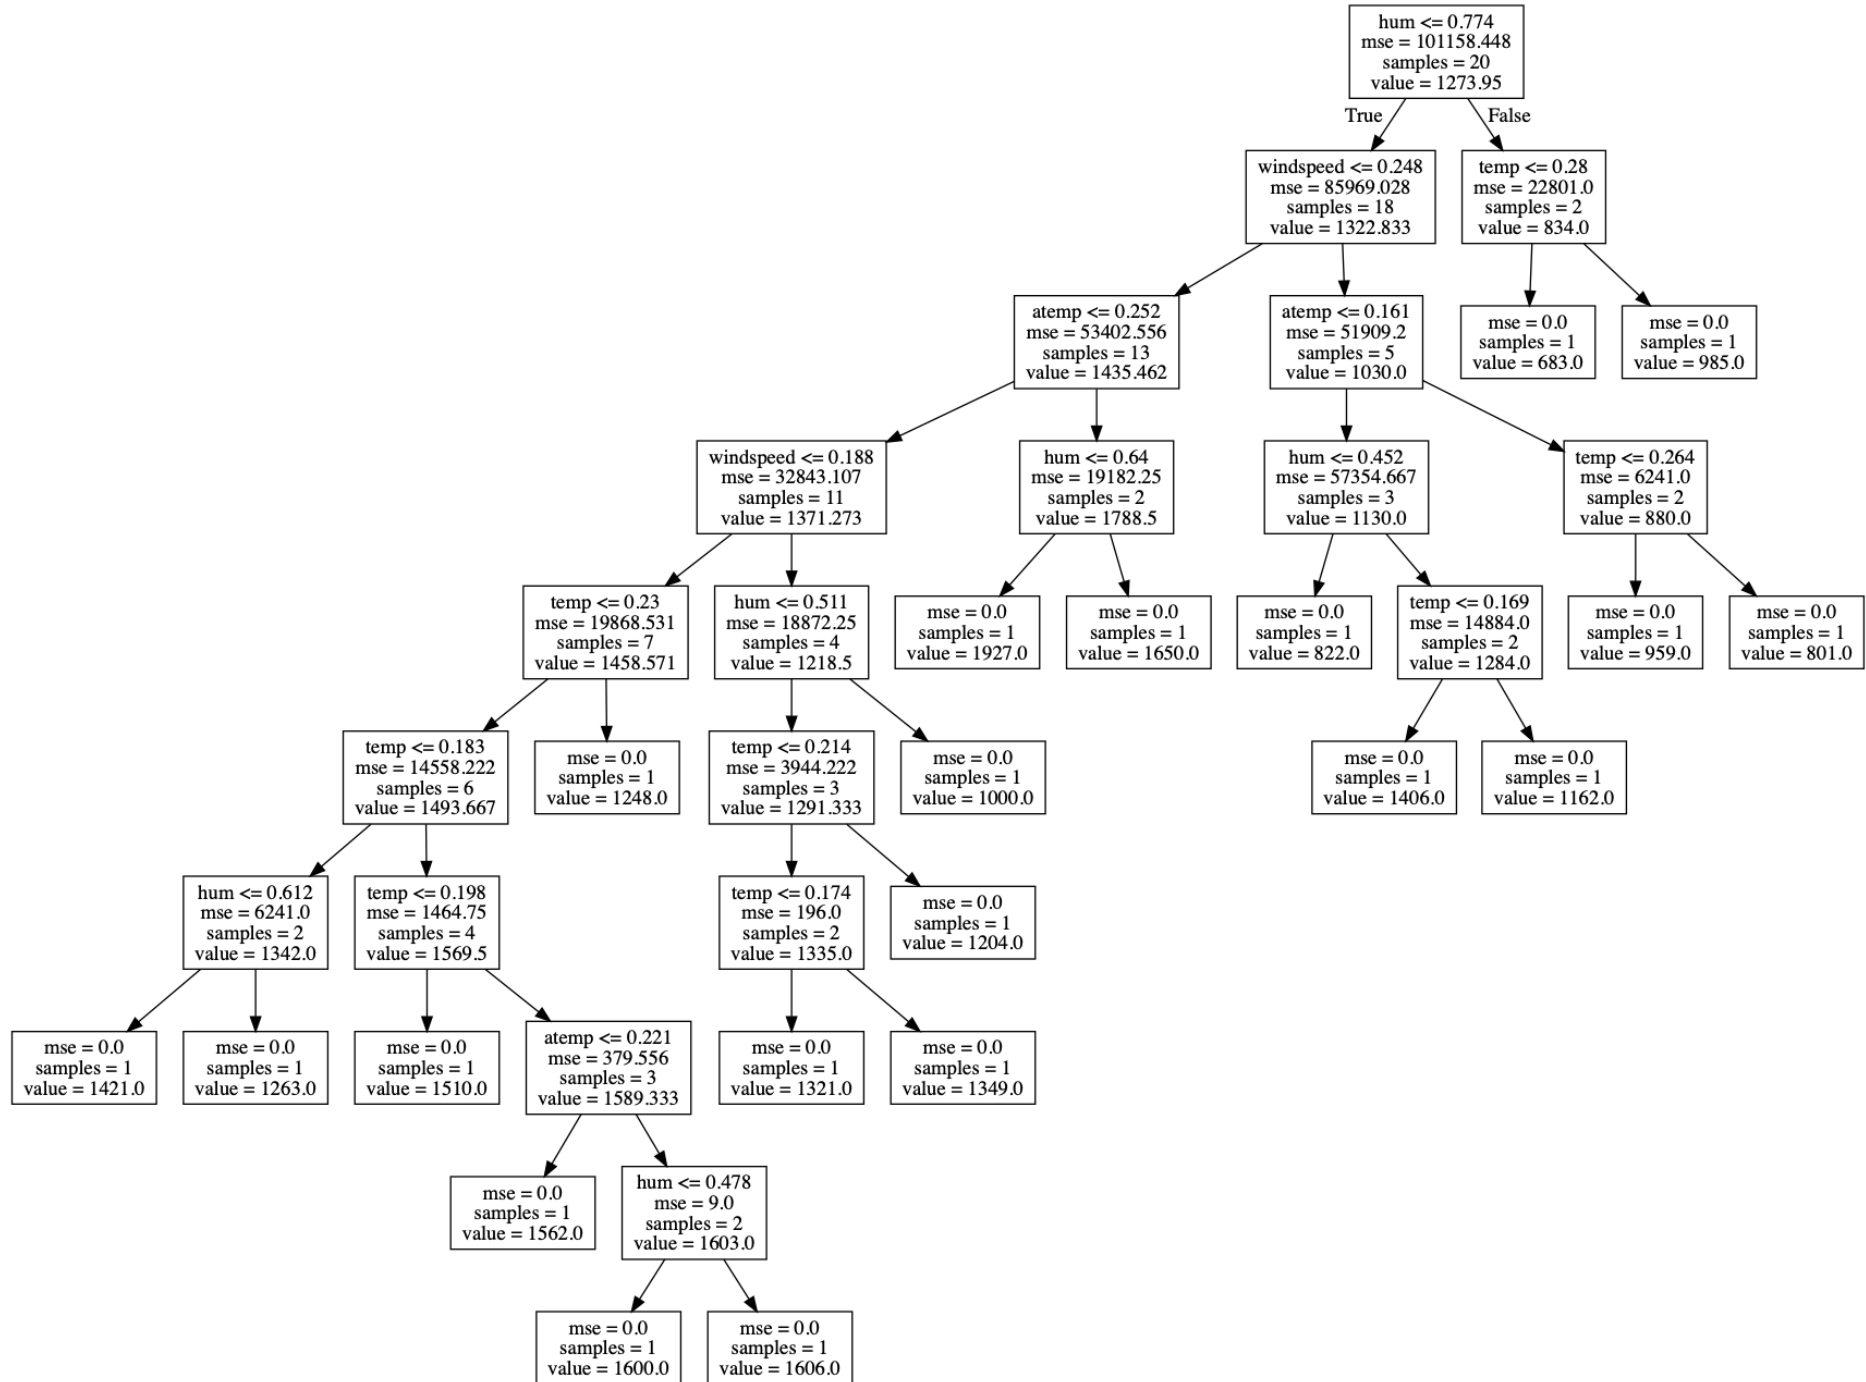 hum <= 0.774
mse = 101158.448
samples = 20
value = 1273.95
True
False
windspeed <= 0.248
mse = 85969.028
samples = 18
value = 1322.833
temp <= 0.28
mse = 22801.0
samples = 2
value = 834.0
atemp <= 0.252
mse = 53402.556
samples = 13
value = 1435.462
atemp <= 0.161
mse = 51909.2
samples = 5
value = 1030.0
mse = 0.0
samples = 1
value = 683.0
mse = 0.0
samples = 1
value = 985.0
windspeed <= 0.188
mse = 32843.107
samples = 11
value = 1371.273
hum <= 0.64
mse = 19182.25
samples = 2
value = 1788.5
hum <= 0.452
mse = 57354.667
samples = 3
value = 1130.0
temp <= 0.264
mse = 6241.0
samples = 2
value = 880.0
temp <= 0.23
mse = 19868.531
samples = 7
value = 1458.571
hum <= 0.511
mse = 18872.25
samples = 4
value = 1218.5
mse = 0.0
samples = 1
value = 1927.0
mse = 0.0
samples = 1
value = 1650.0
mse = 0.0
samples = 1
value = 822.0
temp <= 0.169
mse = 14884.0
samples = 2
value = 1284.0
mse = 0.0
samples = 1
value = 959.0
mse = 0.0
samples = 1
value = 801.0
temp <= 0.183
mse = 14558.222
samples = 6
value = 1493.667
mse = 0.0
samples = 1
value = 1248.0
temp <= 0.214
mse = 3944.222
samples = 3
value = 1291.333
mse = 0.0
samples = 1
value = 1000.0
mse = 0.0
samples = 1
value = 1406.0
mse = 0.0
samples = 1
value = 1162.0
hum <= 0.612
mse = 6241.0
samples = 2
value = 1342.0
temp <= 0.198
mse = 1464.75
samples = 4
value = 1569.5
temp <= 0.174
mse = 196.0
samples = 2
value = 1335.0
mse = 0.0
samples = 1
value = 1204.0
mse = 0.0
samples = 1
value = 1421.0
mse = 0.0
samples = 1
value = 1263.0
mse = 0.0
samples = 1
value = 1510.0
atemp <= 0.221
mse = 379.556
samples = 3
value = 1589.333
mse = 0.0
samples = 1
value = 1321.0
mse = 0.0
samples = 1
value = 1349.0
mse = 0.0
samples = 1
value = 1562.0
hum <= 0.478
mse = 9.0
samples = 2
value = 1603.0
mse = 0.0
samples = 1
value = 1600.0
mse = 0.0
samples = 1
value = 1606.0